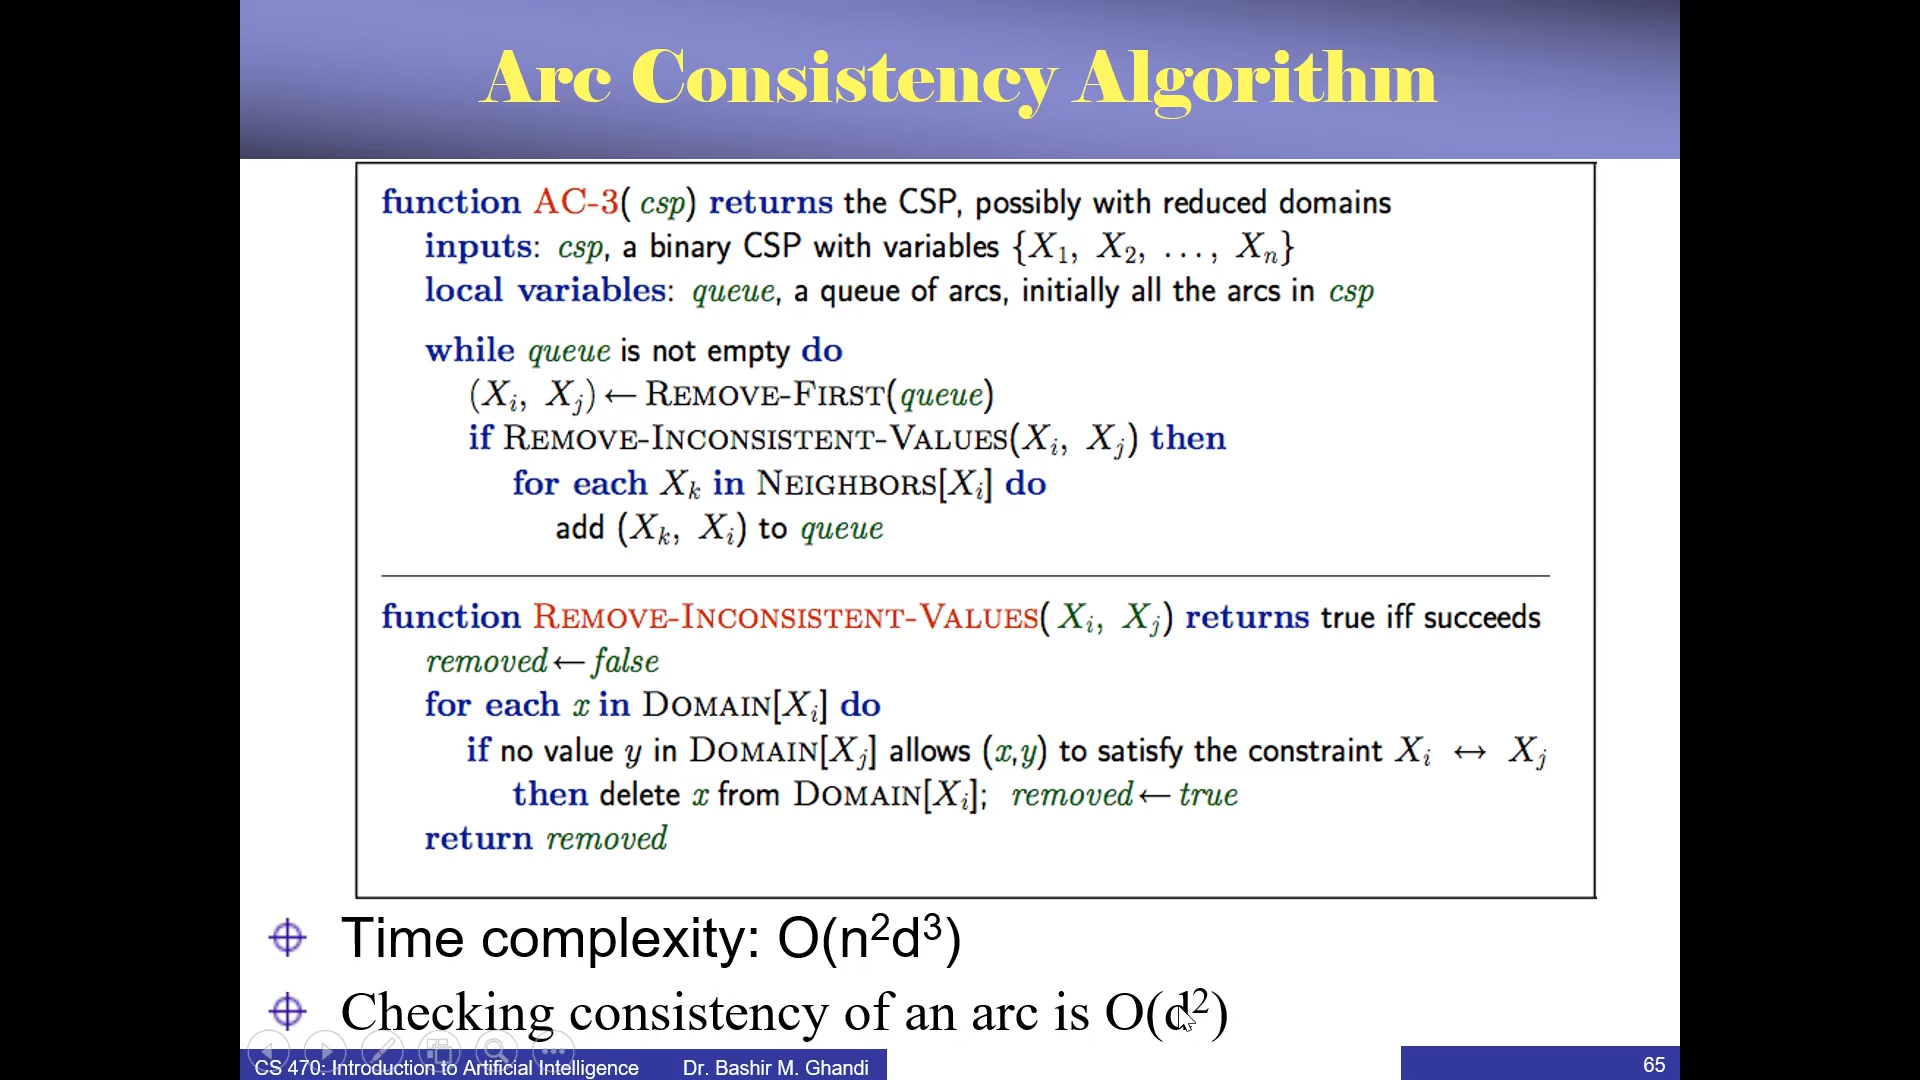 Arc Consistency Algorithm
function AC-3( csp) returns the CSP, possibly with reduced domains
inputs: csp, a binary CSP with variables {X₁, X₂, ..., Xₙ}
local variables: queue, a queue of arcs, initially all the arcs in csp
while queue is not empty do
(Xᵢ, Xⱼ) ← REMOVE-FIRST(queue)
if REMOVE-INCONSISTENT-VALUES(Xᵢ, Xⱼ) then
for each Xₖ in NEIGHBORS[Xᵢ] do
add (Xₖ, Xᵢ) to queue
function REMOVE-INCONSISTENT-VALUES( Xᵢ, Xⱼ) returns true iff succeeds
removed ← false
for each x in DOMAIN[Xᵢ] do
if no value y in DOMAIN[Xⱼ] allows (x,y) to satisfy the constraint Xᵢ ↔ Xⱼ
then delete x from DOMAIN[Xᵢ]; removed ← true
return removed
Time complexity: O(n²d³)
Checking consistency of an arc is O(d²)
CS 470: Introduction to Artificial Intelligence Dr. Bashir M. Ghandi 65